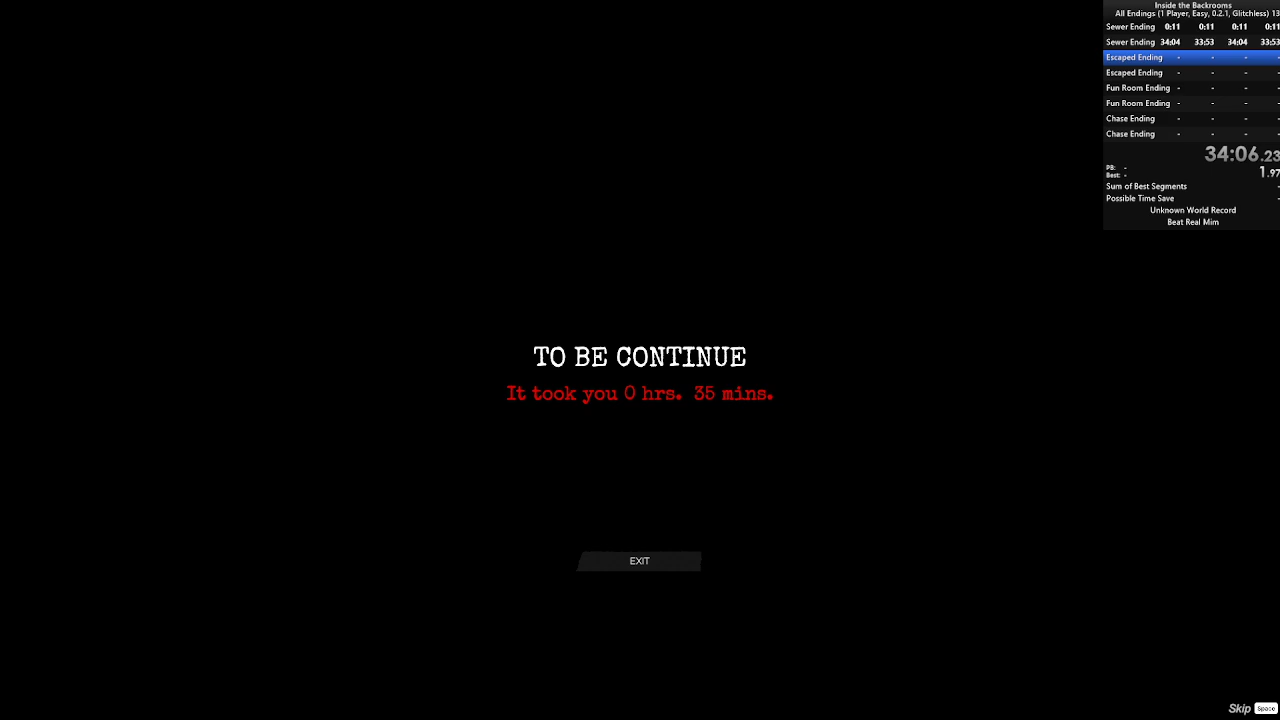 Inside the Backrooms
All Endings (1 Player, Easy, 0.2.1, Glitchless) 13
Sewer Ending 0:11 0:11 0:11 0:11
Sewer Ending 34:04 33:53 34:04 33:53
Escaped Ending - - - -
Escaped Ending - - - -
Fun Room Ending - - - -
Fun Room Ending - - - -
Chase Ending - - - -
Chase Ending - - - -
34:06.23
PB: -
Best: - 1.97
Sum of Best Segments -
Possible Time Save -
Unknown World Record
Beat Real Mim
TO BE CONTINUE
It took you 0 hrs. 35 mins.
EXIT
Skip Space